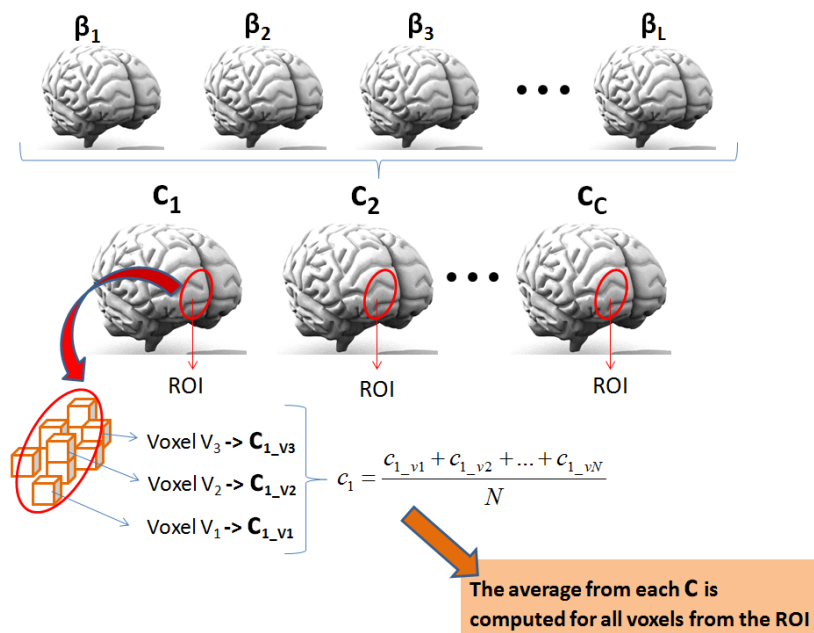 β1 β2 β3 ••• βL
C1 C2 ••• CC
ROI ROI ROI
Voxel V3 -> C1_V3
Voxel V2 -> C1_V2
Voxel V1 -> C1_V1
c1 = (c1_v1 + c1_v2 + ... + c1_vN) / N
The average from each C is
computed for all voxels from the ROI